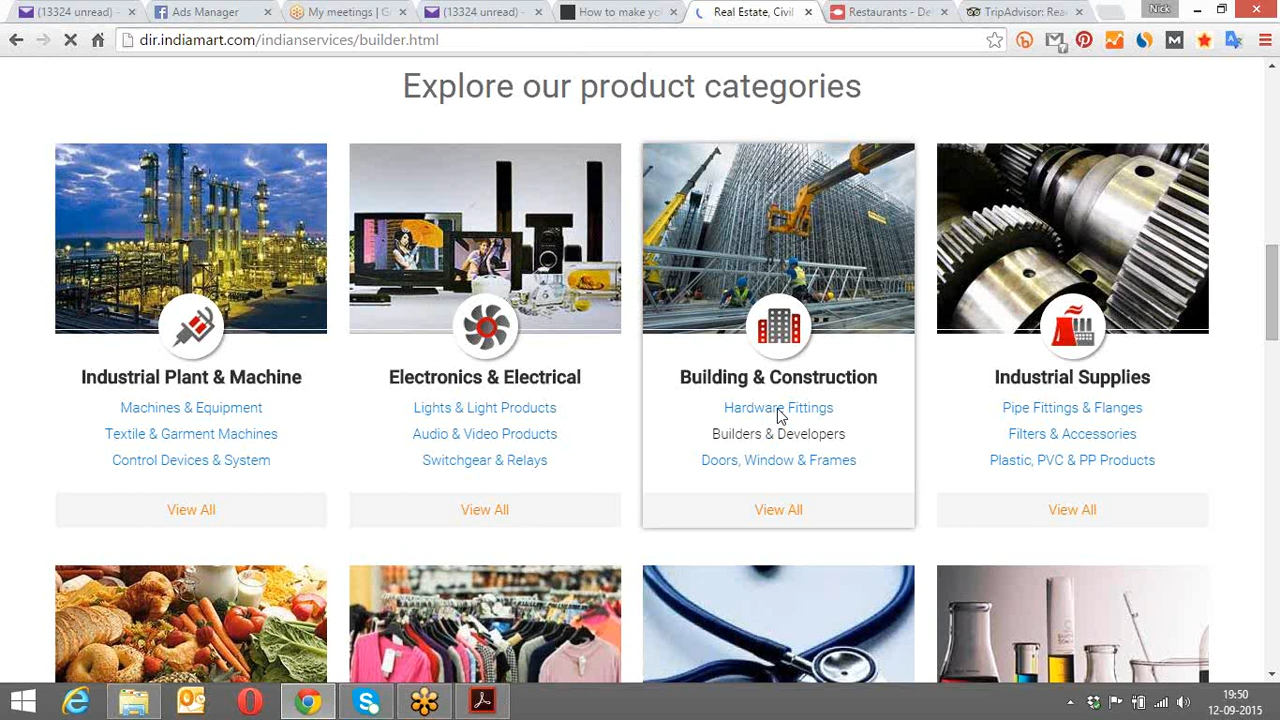 (13324 unread) -
Ads Manager
My meetings | G
(13324 unread) -
How to make yo
Real Estate, Civil
Restaurants - De
TripAdvisor: Rea
Nick
dir.indiamart.com/indianservices/builder.html
Explore our product categories
Industrial Plant & Machine
Machines & Equipment
Textile & Garment Machines
Control Devices & System
View All
Electronics & Electrical
Lights & Light Products
Audio & Video Products
Switchgear & Relays
View All
Building & Construction
Hardware Fittings
Builders & Developers
Doors, Window & Frames
View All
Industrial Supplies
Pipe Fittings & Flanges
Filters & Accessories
Plastic, PVC & PP Products
View All
19:50
12-09-2015